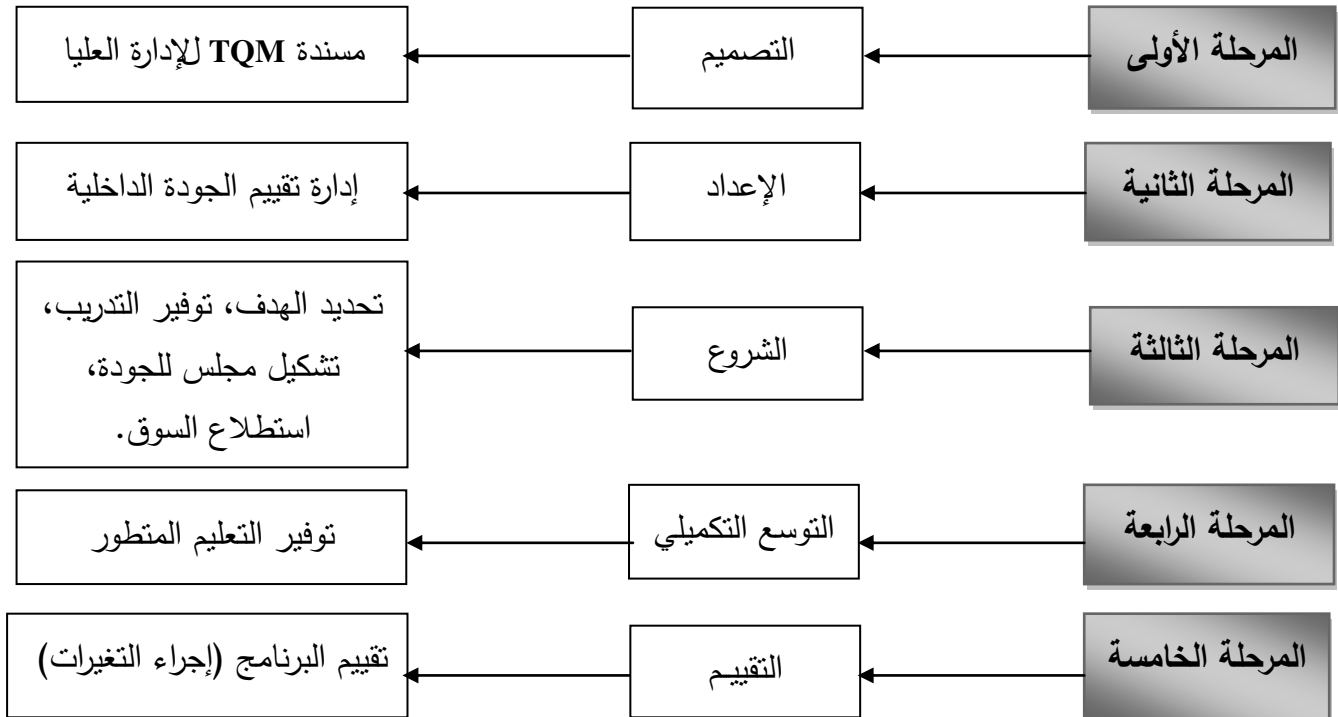 المرحلة الأولى
التصميم
مسندة TQM للإدارة العليا
المرحلة الثانية
الإعداد
إدارة تقييم الجودة الداخلية
المرحلة الثالثة
الشروع
تحديد الهدف، توفير التدريب،
تشكيل مجلس للجودة،
استطلاع السوق.
المرحلة الرابعة
التوسع التكميلي
توفير التعليم المتطور
المرحلة الخامسة
التقييـم
تقييم البرنامج (إجراء التغيرات)